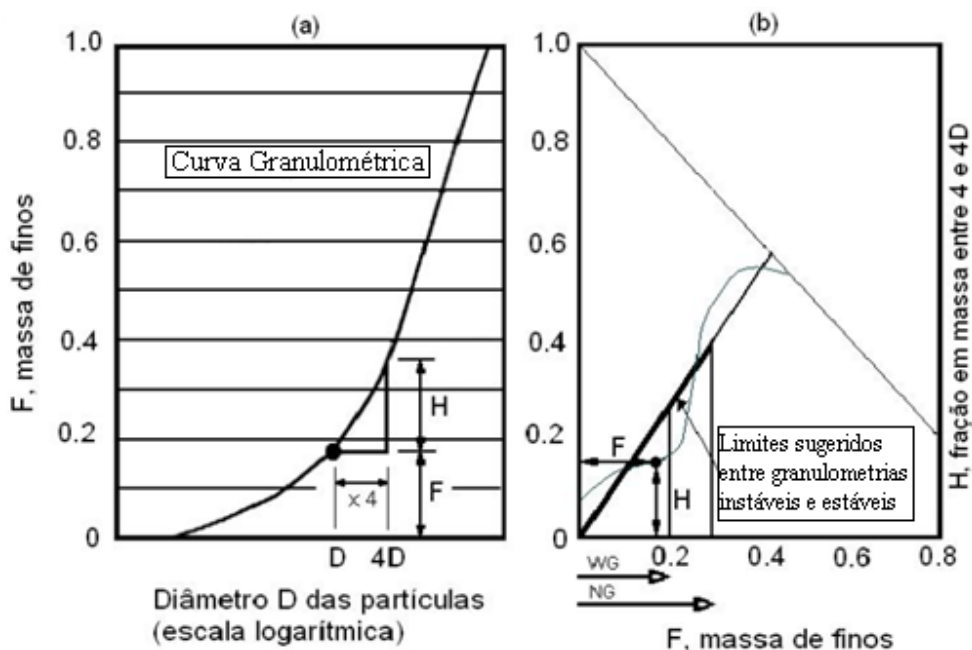 (a)
1.0
0.8
0.6
0.4
0.2
0
F, massa de finos
Curva Granulométrica
H
F
x 4
D 4D
Diâmetro D das partículas
(escala logarítmica)
(b)
1.0
0.8
0.6
0.4
0.2
0
F
H
Limites sugeridos
entre granulometrias
instáveis e estáveis
0.2 0.4 0.6 0.8
WG
NG
F, massa de finos
H, fração em massa entre 4 e 4D